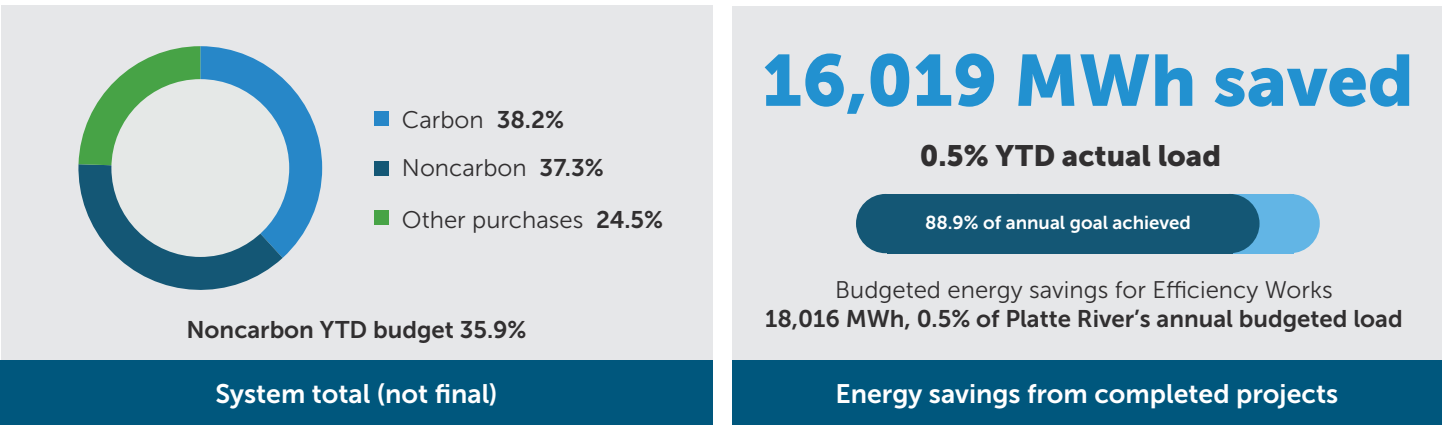 Carbon 38.2%
Noncarbon 37.3%
Other purchases 24.5%
Noncarbon YTD budget 35.9%
System total (not final)
16,019 MWh saved
0.5% YTD actual load
88.9% of annual goal achieved
Budgeted energy savings for Efficiency Works
18,016 MWh, 0.5% of Platte River’s annual budgeted load
Energy savings from completed projects